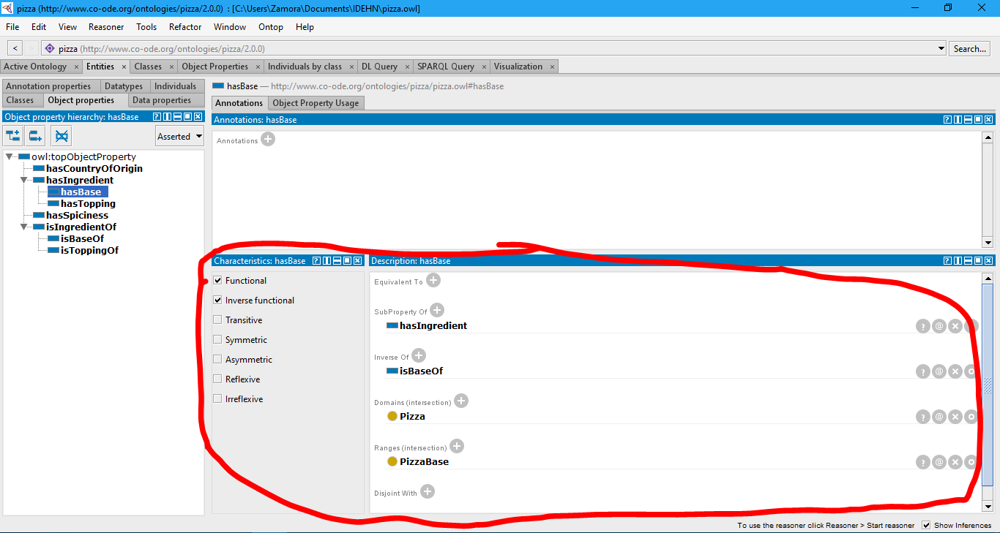 pizza (http://www.co-ode.org/ontologies/pizza/2.0.0) : [C:\Users\Zamora\Documents\IDEHN\pizza.owl]
File Edit View Reasoner Tools Refactor Window Ontop Help
< > pizza (http://www.co-ode.org/ontologies/pizza/2.0.0) Search...
Active Ontology × Entities × Classes × Object Properties × Individuals by class × DL Query × SPARQL Query × Visualization ×
Annotation properties Datatypes Individuals
Classes Object properties Data properties
Object property hierarchy: hasBase
Asserted
owl:topObjectProperty
hasCountryOfOrigin
hasIngredient
hasBase
hasTopping
hasSpiciness
isIngredientOf
isBaseOf
isToppingOf
hasBase — http://www.co-ode.org/ontologies/pizza/pizza.owl#hasBase
Annotations Object Property Usage
Annotations: hasBase
Annotations
Characteristics: hasBase
Functional
Inverse functional
Transitive
Symmetric
Asymmetric
Reflexive
Irreflexive
Description: hasBase
Equivalent To
SubProperty Of
hasIngredient
Inverse Of
isBaseOf
Domains (intersection)
Pizza
Ranges (intersection)
PizzaBase
Disjoint With
To use the reasoner click Reasoner > Start reasoner Show Inferences